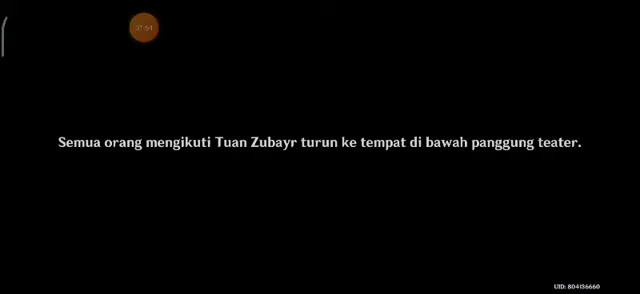 Semua orang mengikuti Tuan Zubayr turun ke tempat di bawah panggung teater.
UID: 804136660